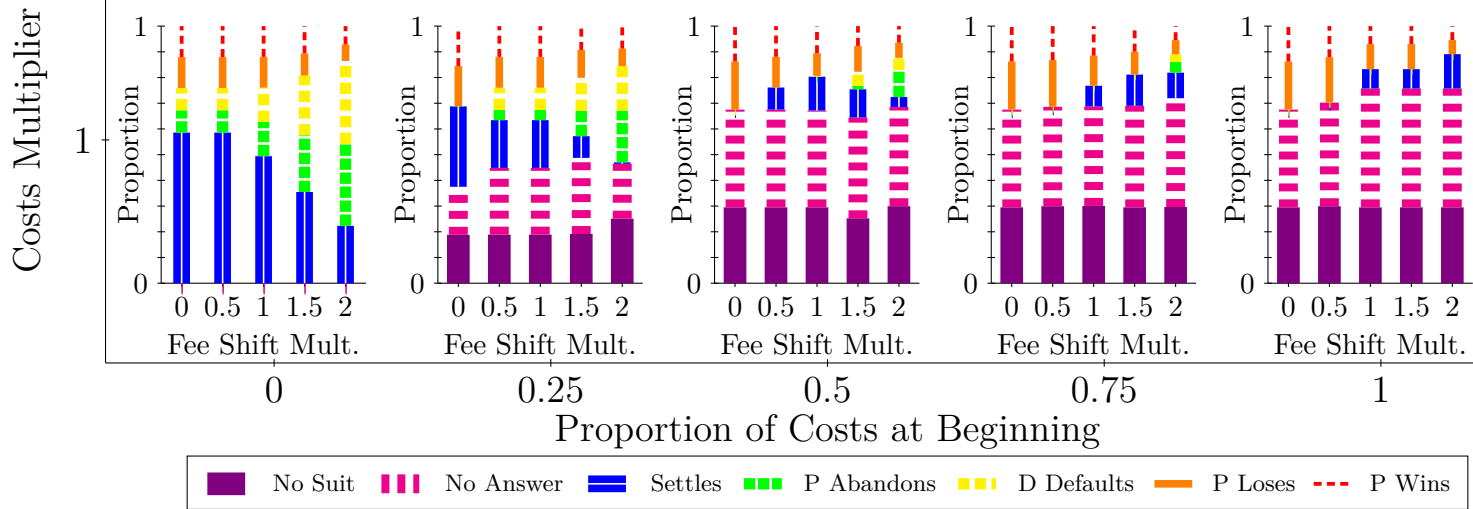 Costs Multiplier
1
Proportion
1
0
0 0.5 1 1.5 2
Fee Shift Mult.
Proportion
1
0
0 0.5 1 1.5 2
Fee Shift Mult.
Proportion
1
0
0 0.5 1 1.5 2
Fee Shift Mult.
Proportion
1
0
0 0.5 1 1.5 2
Fee Shift Mult.
Proportion
1
0
0 0.5 1 1.5 2
Fee Shift Mult.
0 0.25 0.5 0.75 1
Proportion of Costs at Beginning
No Suit No Answer Settles P Abandons D Defaults P Loses P Wins